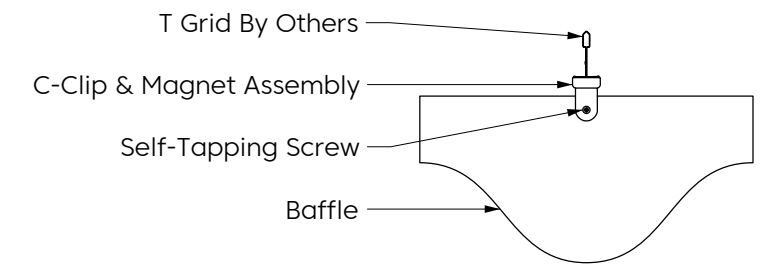 T Grid By Others
C-Clip & Magnet Assembly
Self-Tapping Screw
Baffle